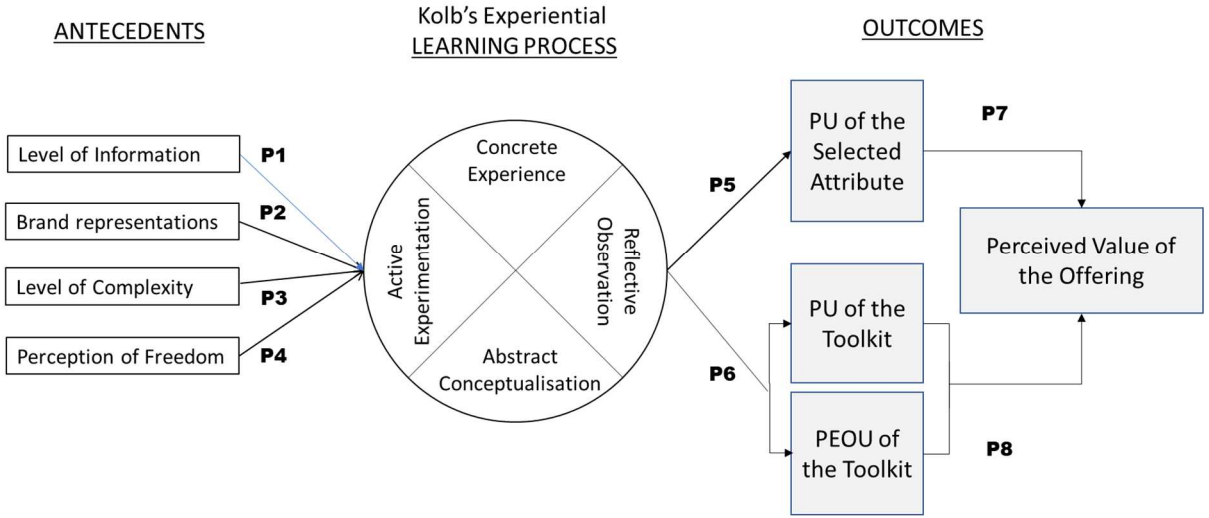 ANTECEDENTS
Kolb's Experiential
LEARNING PROCESS
OUTCOMES
Level of Information
P1
Brand representations
P2
Level of Complexity
P3
Perception of Freedom
P4
Concrete
Experience
Active
Experimentation
Reflective
Observation
Abstract
Conceptualisation
P5
P6
PU of the
Selected
Attribute
P7
PU of the
Toolkit
PEOU of
the Toolkit
P8
Perceived Value of
the Offering